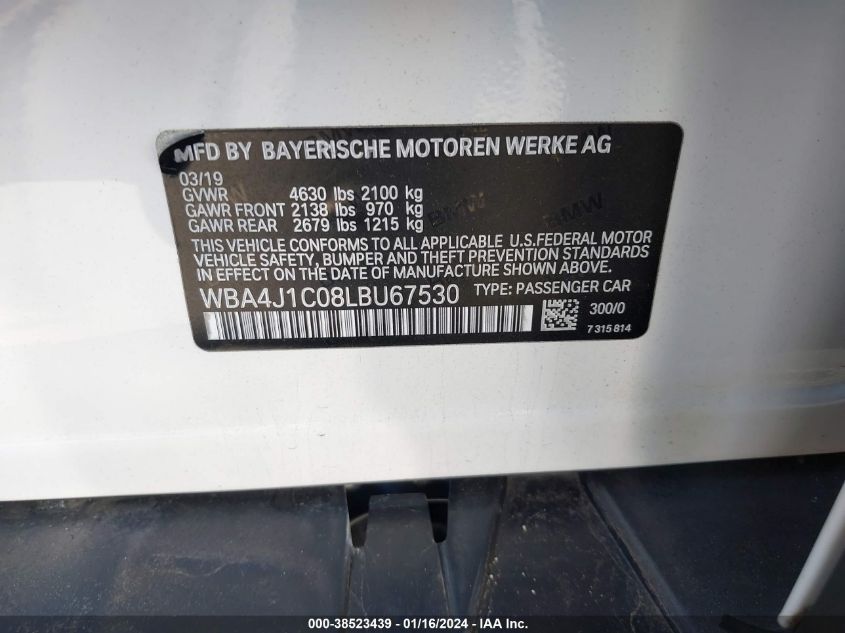 MFD BY BAYERISCHE MOTOREN WERKE AG
03/19
GVWR 4630 lbs 2100 kg
GAWR FRONT 2138 lbs 970 kg
GAWR REAR 2679 lbs 1215 kg
BMW BMW
THIS VEHICLE CONFORMS TO ALL APPLICABLE U.S.FEDERAL MOTOR
VEHICLE SAFETY, BUMPER AND THEFT PREVENTION STANDARDS
IN EFFECT ON THE DATE OF MANUFACTURE SHOWN ABOVE.
WBA4J1C08LBU67530 TYPE: PASSENGER CAR
300/0
7 315 814
000-38523439 - 01/16/2024 - IAA Inc.